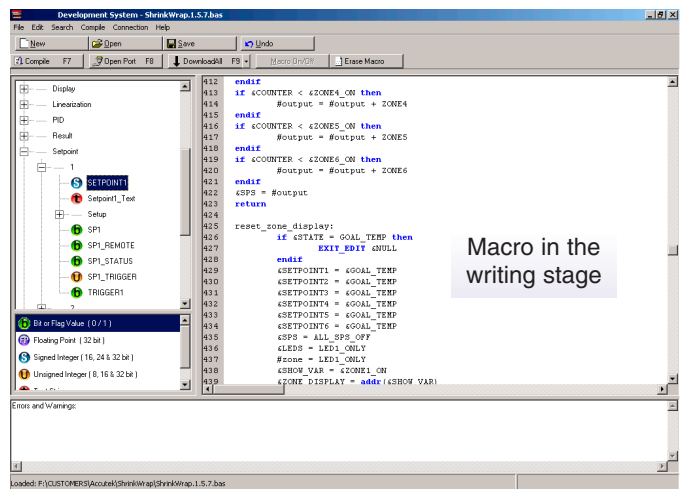 Development System - ShrinkWrap.1.5.7.bas
File Edit Search Compile Connection Help
New Open Save Undo
Compile F7 Open Port F8 DownloadAll F9 Macro On/Off Erase Macro
Display
Linearization
PID
Result
Setpoint
1
SETPOINT1
Setpoint1_Text
Setup
SP1
SP1_REMOTE
SP1_STATUS
SP1_TRIGGER
TRIGGER1
2
Bit or Flag Value ( 0 / 1 )
Floating Point ( 32 bit )
Signed Integer ( 16, 24 & 32 bit )
Unsigned Integer ( 8, 16 & 32 bit )
412 endif
413 if &COUNTER < &ZONE4_ON then
414 #output = #output + ZONE4
415 endif
416 if &COUNTER < &ZONE5_ON then
417 #output = #output + ZONE5
418 endif
419 if &COUNTER < &ZONE6_ON then
420 #output = #output + ZONE6
421 endif
422 &SPS = #output
423 return
424
425 reset_zone_display:
426 if &STATE = GOAL_TEMP then
427 EXIT_EDIT &NULL
428 endif
429 &SETPOINT1 = &GOAL_TEMP
430 &SETPOINT2 = &GOAL_TEMP
431 &SETPOINT3 = &GOAL_TEMP
432 &SETPOINT4 = &GOAL_TEMP
433 &SETPOINT5 = &GOAL_TEMP
434 &SETPOINT6 = &GOAL_TEMP
435 &SPS = ALL_SPS_OFF
436 &LEDS = LED1_ONLY
437 #zone = LED1_ONLY
438 &SHOW_VAR = &ZONE1_ON
439 &ZONE_DISPLAY = addr(&SHOW_VAR)
Macro in the
writing stage
Errors and Warnings:
Loaded: F:\CUSTOMERS\Accutek\ShrinkWrap\ShrinkWrap.1.5.7.bas